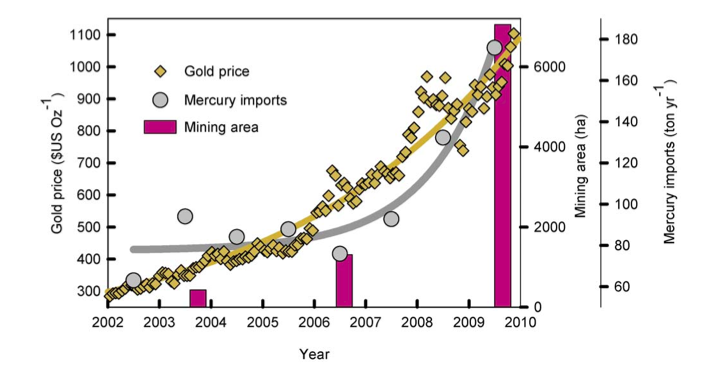 1100
1000
900
800
700
600
500
400
300
Gold price ($US Oz⁻¹)
Gold price
Mercury imports
Mining area
6000
4000
2000
0
Mining area (ha)
180
160
140
120
100
80
60
Mercury imports (ton yr⁻¹)
2002 2003 2004 2005 2006 2007 2008 2009 2010
Year